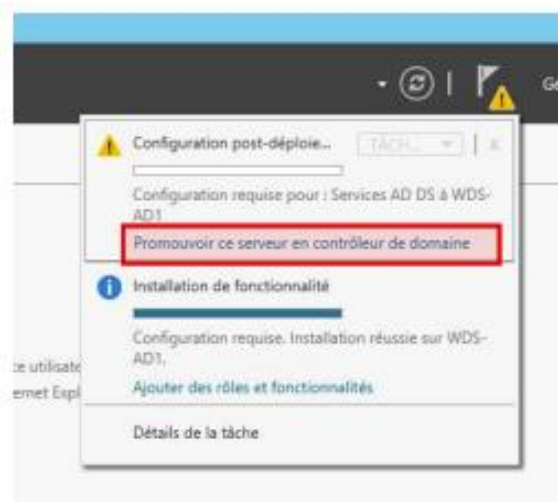 Configuration post-déploie...
TÂCH...
X
Configuration requise pour : Services AD DS à WDS-
AD1
Promouvoir ce serveur en contrôleur de domaine
Installation de fonctionnalité
Configuration requise. Installation réussie sur WDS-
AD1.
Ajouter des rôles et fonctionnalités
Détails de la tâche
ce utilisate
ernet Expl